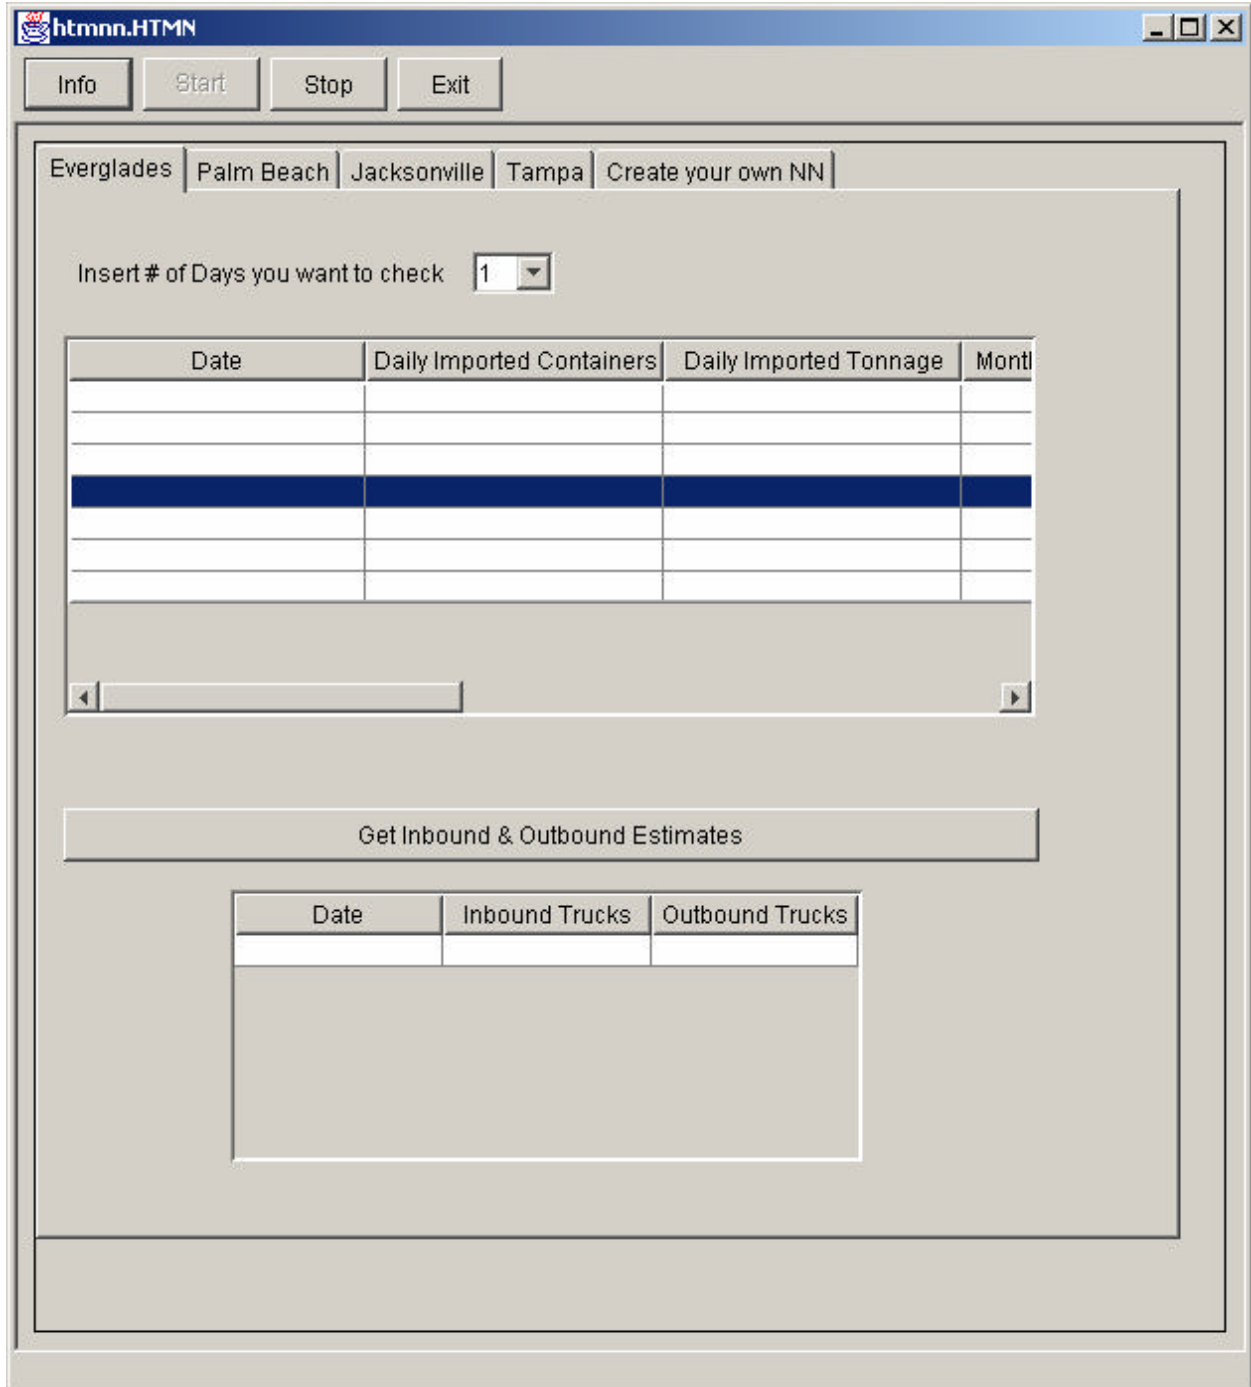 htmnn.HTMN
Info Start Stop Exit
Everglades Palm Beach Jacksonville Tampa Create your own NN
Insert # of Days you want to check 1
Date Daily Imported Containers Daily Imported Tonnage Month
Get Inbound & Outbound Estimates
Date Inbound Trucks Outbound Trucks